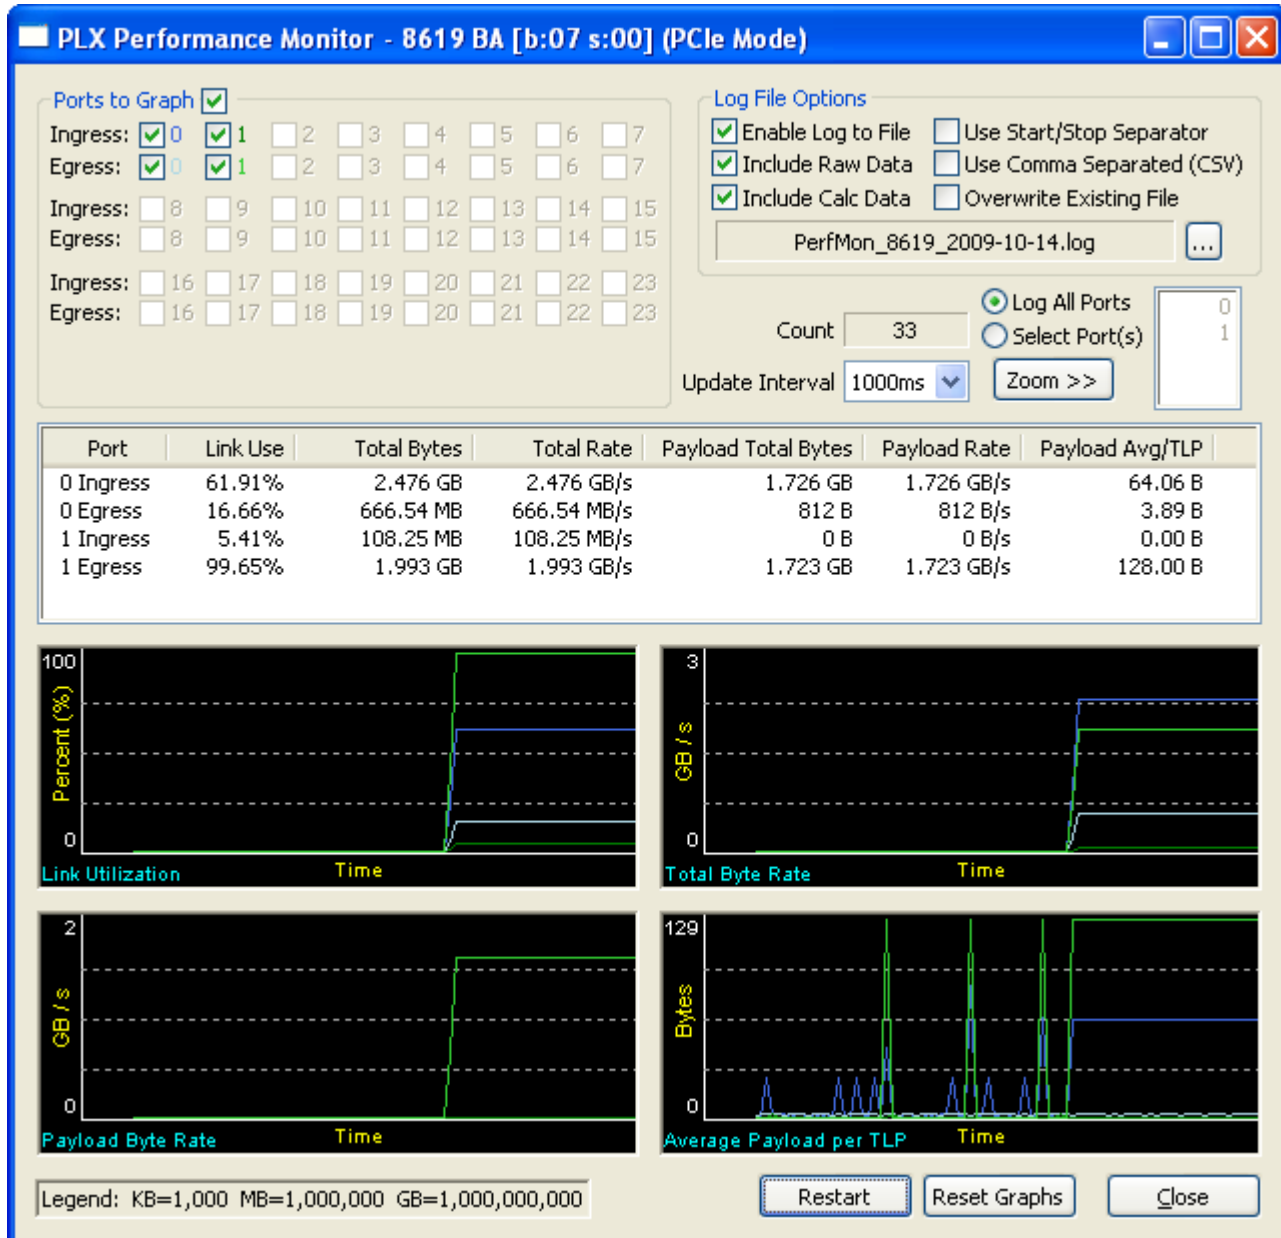 PLX Performance Monitor - 8619 BA [b:07 s:00] (PCIe Mode)
Ports to Graph
Ingress: 0 1 2 3 4 5 6 7
Egress: 0 1 2 3 4 5 6 7
Ingress: 8 9 10 11 12 13 14 15
Egress: 8 9 10 11 12 13 14 15
Ingress: 16 17 18 19 20 21 22 23
Egress: 16 17 18 19 20 21 22 23
Log File Options
Enable Log to File Use Start/Stop Separator
Include Raw Data Use Comma Separated (CSV)
Include Calc Data Overwrite Existing File
PerfMon_8619_2009-10-14.log ...
Count 33
Log All Ports
Select Port(s)
0
1
Update Interval 1000ms Zoom >>
Port Link Use Total Bytes Total Rate Payload Total Bytes Payload Rate Payload Avg/TLP
0 Ingress 61.91% 2.476 GB 2.476 GB/s 1.726 GB 1.726 GB/s 64.06 B
0 Egress 16.66% 666.54 MB 666.54 MB/s 812 B 812 B/s 3.89 B
1 Ingress 5.41% 108.25 MB 108.25 MB/s 0 B 0 B/s 0.00 B
1 Egress 99.65% 1.993 GB 1.993 GB/s 1.723 GB 1.723 GB/s 128.00 B
100
Percent (%)
0
Link Utilization Time
3
GB / s
0
Total Byte Rate Time
2
GB / s
0
Payload Byte Rate Time
129
Bytes
0
Average Payload per TLP Time
Legend: KB=1,000 MB=1,000,000 GB=1,000,000,000
Restart Reset Graphs Close